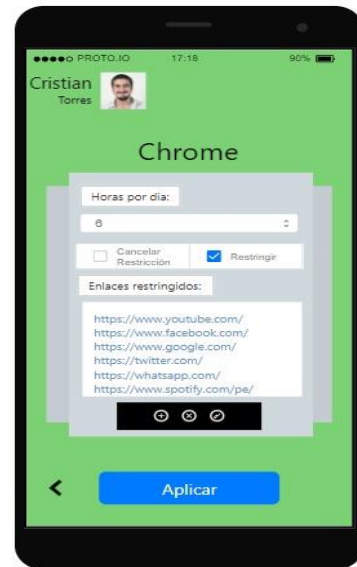 PROTO.IO 17:18 90%
Cristian
Torres
Chrome
Horas por dia:
6
Cancelar
Restricción
Restringir
Enlaces restringidos:
https://www.youtube.com/
https://www.facebook.com/
https://www.google.com/
https://twitter.com/
https://whatsapp.com/
https://www.spotify.com/pe/
Aplicar